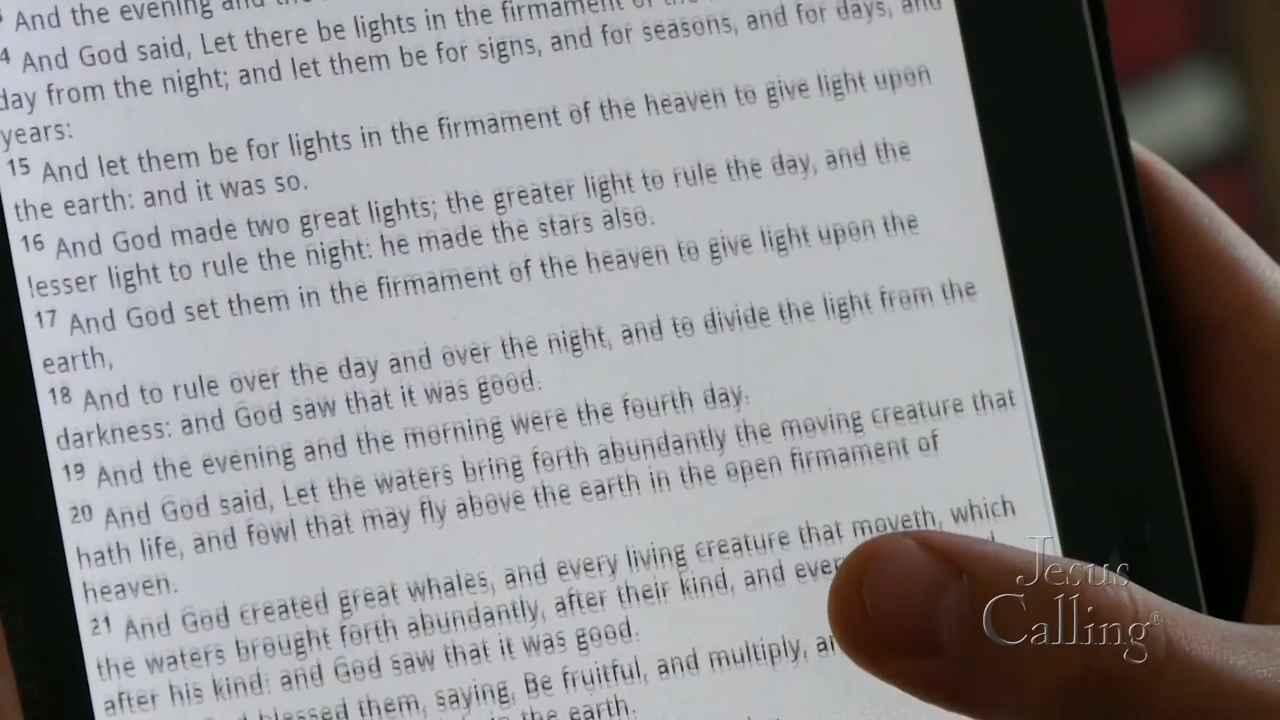 And the evening and the
4 And God said, Let there be lights in the firmament of the
day from the night; and let them be for signs, and for seasons, and for days, and
years:
15 And let them be for lights in the firmament of the heaven to give light upon
the earth: and it was so.
16 And God made two great lights; the greater light to rule the day, and the
lesser light to rule the night: he made the stars also.
17 And God set them in the firmament of the heaven to give light upon the
earth,
18 And to rule over the day and over the night, and to divide the light from the
darkness: and God saw that it was good.
19 And the evening and the morning were the fourth day.
20 And God said, Let the waters bring forth abundantly the moving creature that
hath life, and fowl that may fly above the earth in the open firmament of
heaven.
21 And God created great whales, and every living creature that moveth, which
the waters brought forth abundantly, after their kind, and ever
after his kind: and God saw that it was good.
blessed them, saying, Be fruitful, and multiply, an
in the earth.
Jesus
Calling®